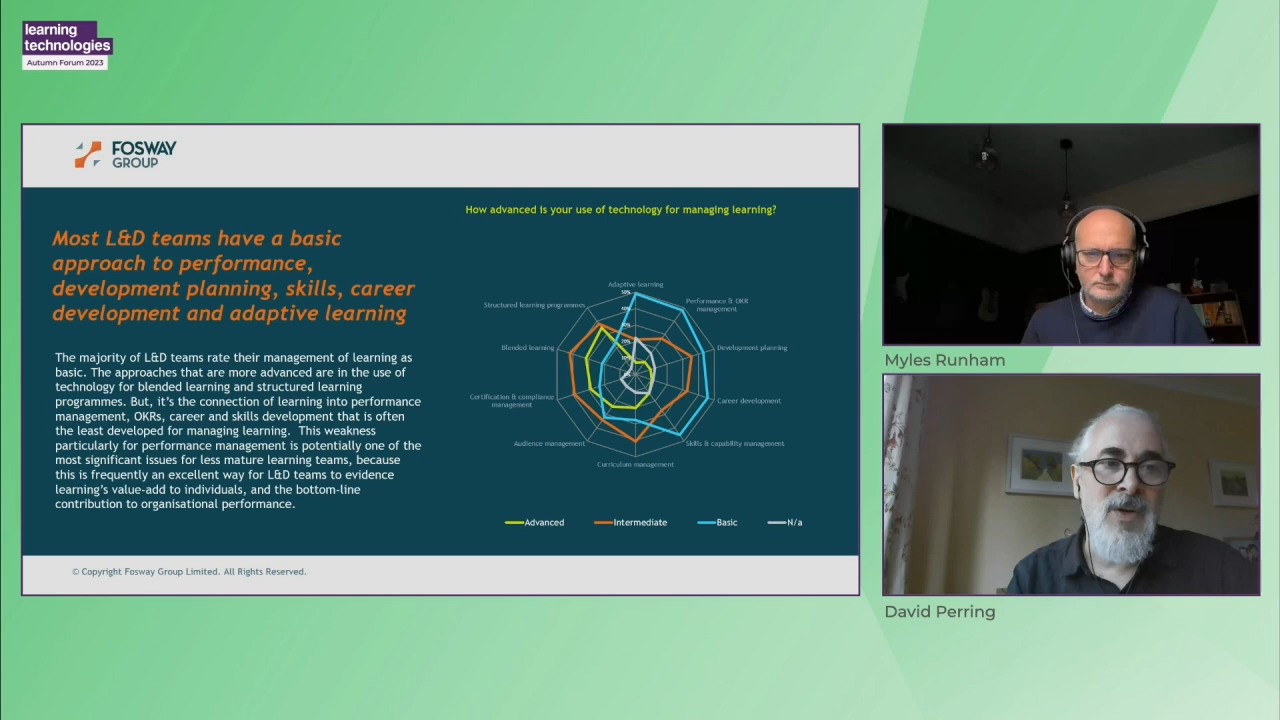 learning
technologies
Autumn Forum 2023
FOSWAY
GROUP
Most L&D teams have a basic
approach to performance,
development planning, skills, career
development and adaptive learning
The majority of L&D teams rate their management of learning as
basic. The approaches that are more advanced are in the use of
technology for blended learning and structured learning
programmes. But, it's the connection of learning into performance
management, OKRs, career and skills development that is often
the least developed for managing learning.  This weakness
particularly for performance management is potentially one of the
most significant issues for less mature learning teams, because
this is frequently an excellent way for L&D teams to evidence
learning's value-add to individuals, and the bottom-line
contribution to organisational performance.
How advanced is your use of technology for managing learning?
Adaptive learning
Performance & OKR
management
Development planning
Career development
Skills & capability management
Curriculum management
Audience management
Certification & compliance
management
Blended learning
Structured learning programmes
50%
Advanced
Intermediate
Basic
N/a
© Copyright Fosway Group Limited. All Rights Reserved.
Myles Runham
David Perring